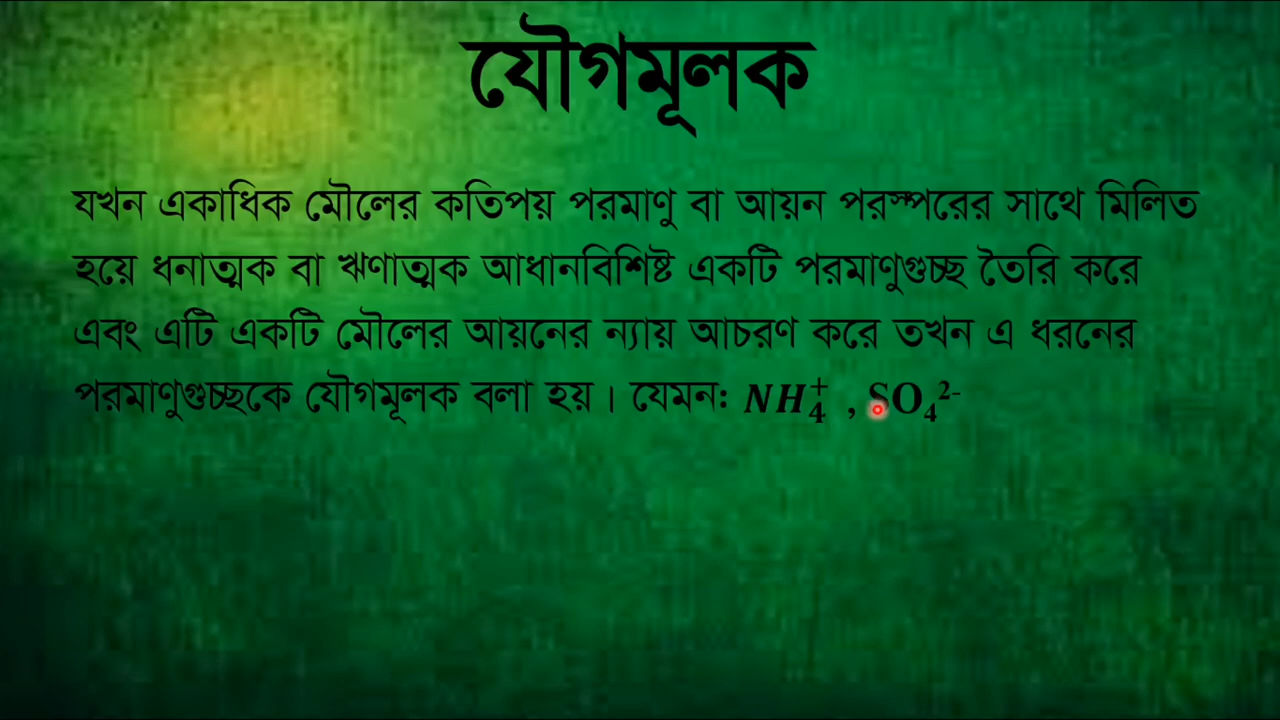 যৌগমূলক
যখন একাধিক মৌলের কতিপয় পরমাণু বা আয়ন পরস্পরের সাথে মিলিত
হয়ে ধনাত্মক বা ঋণাত্মক আধানবিশিষ্ট একটি পরমাণুগুচ্ছ তৈরি করে
এবং এটি একটি মৌলের আয়নের ন্যায় আচরণ করে তখন এ ধরনের
পরমাণুগুচ্ছকে যৌগমূলক বলা হয়। যেমনঃ NH₄⁺ , SO₄²⁻